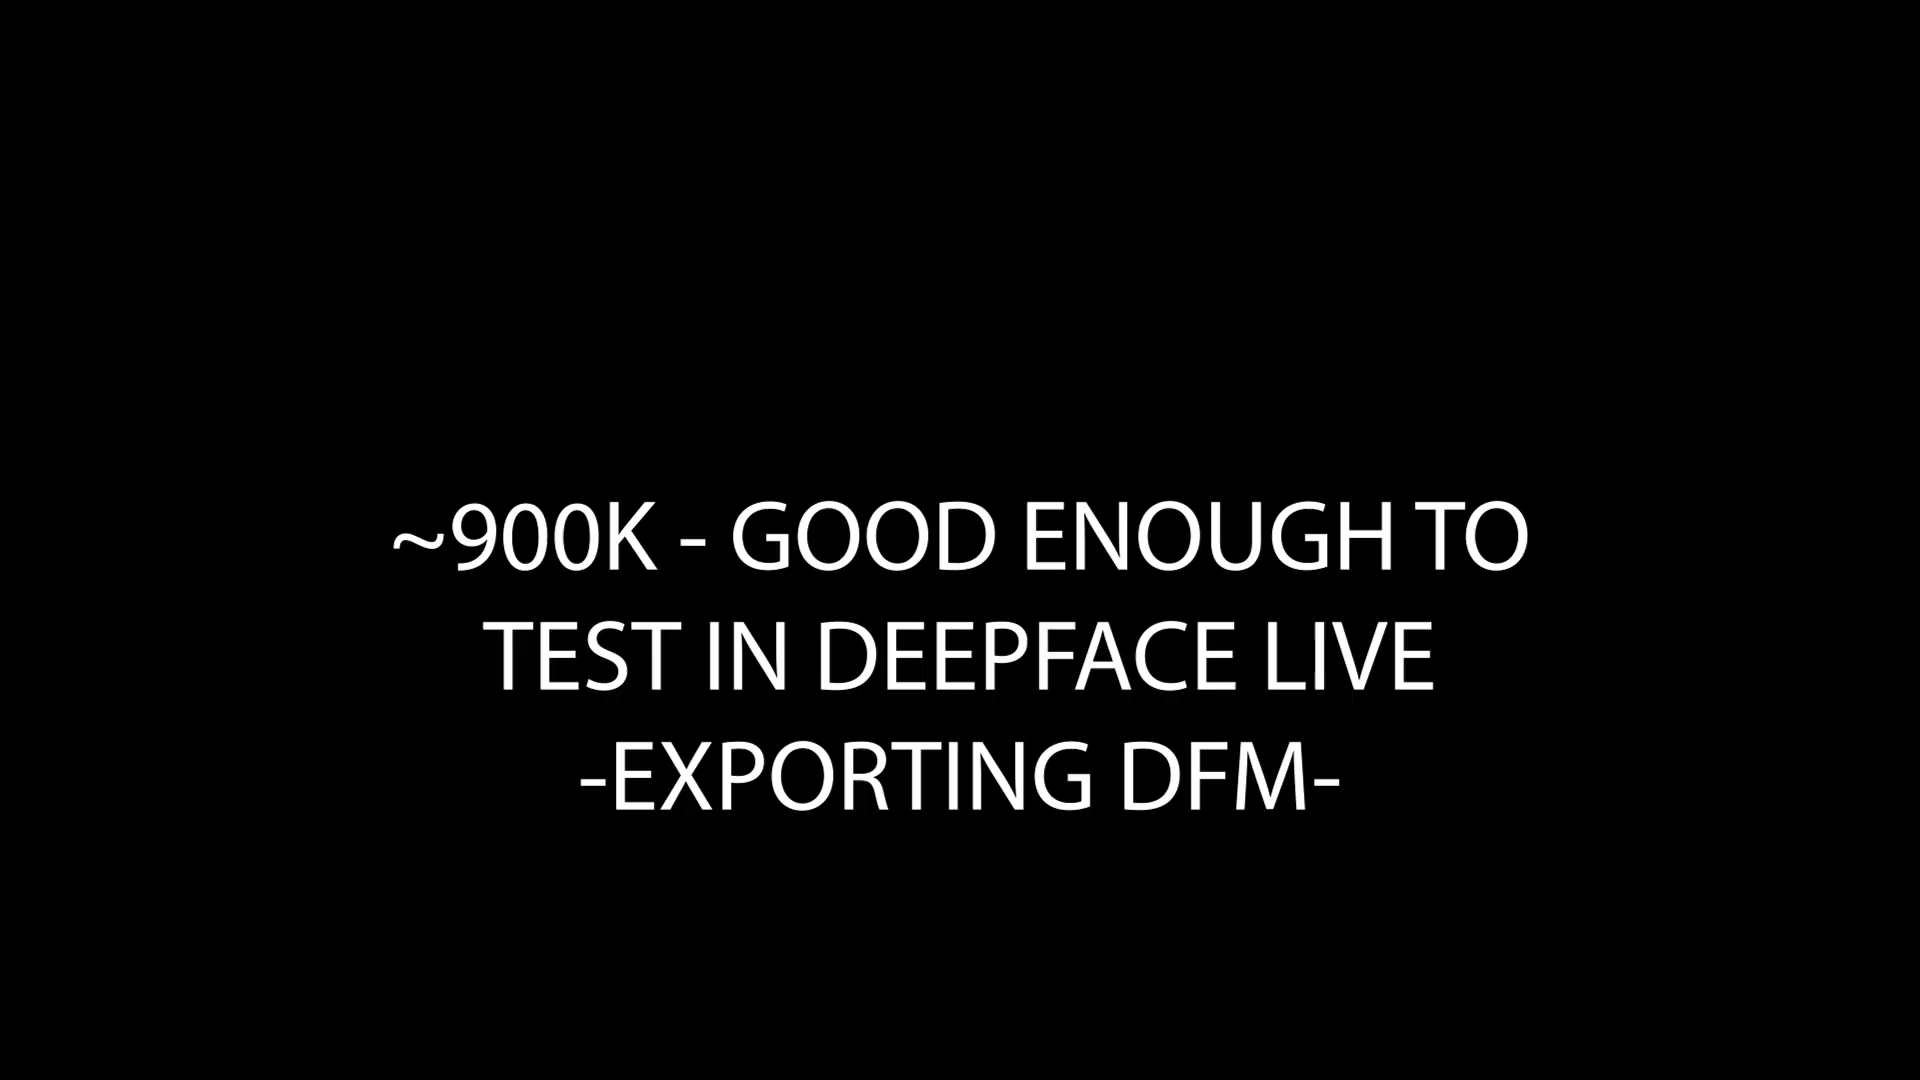 ~900K - GOOD ENOUGH TO
TEST IN DEEPFACE LIVE
-EXPORTING DFM-